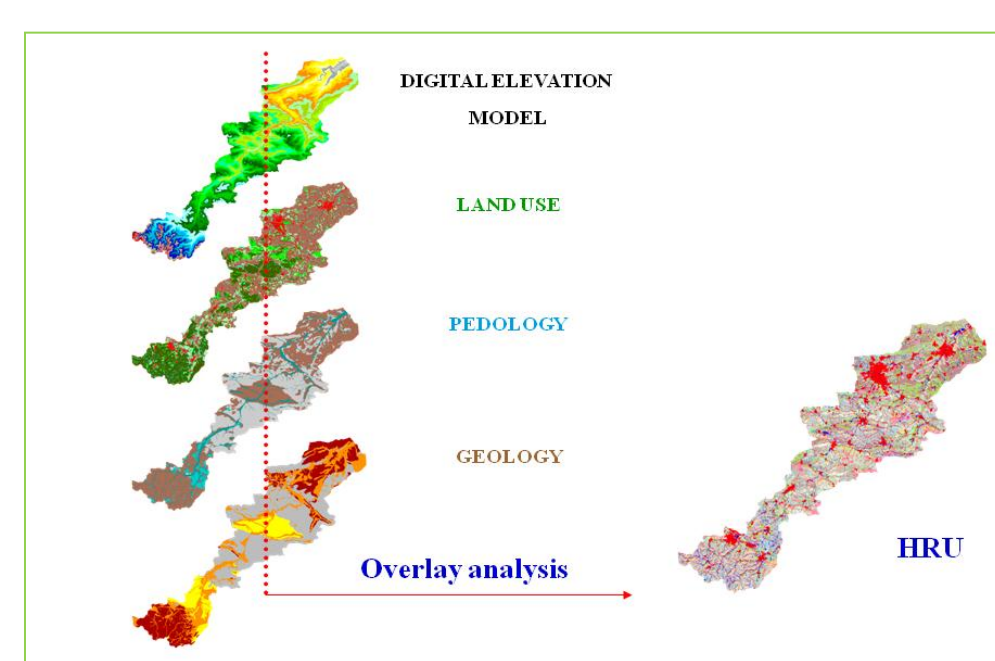 DIGITAL ELEVATION
MODEL
LAND USE
PEDOLOGY
GEOLOGY
Overlay analysis
HRU